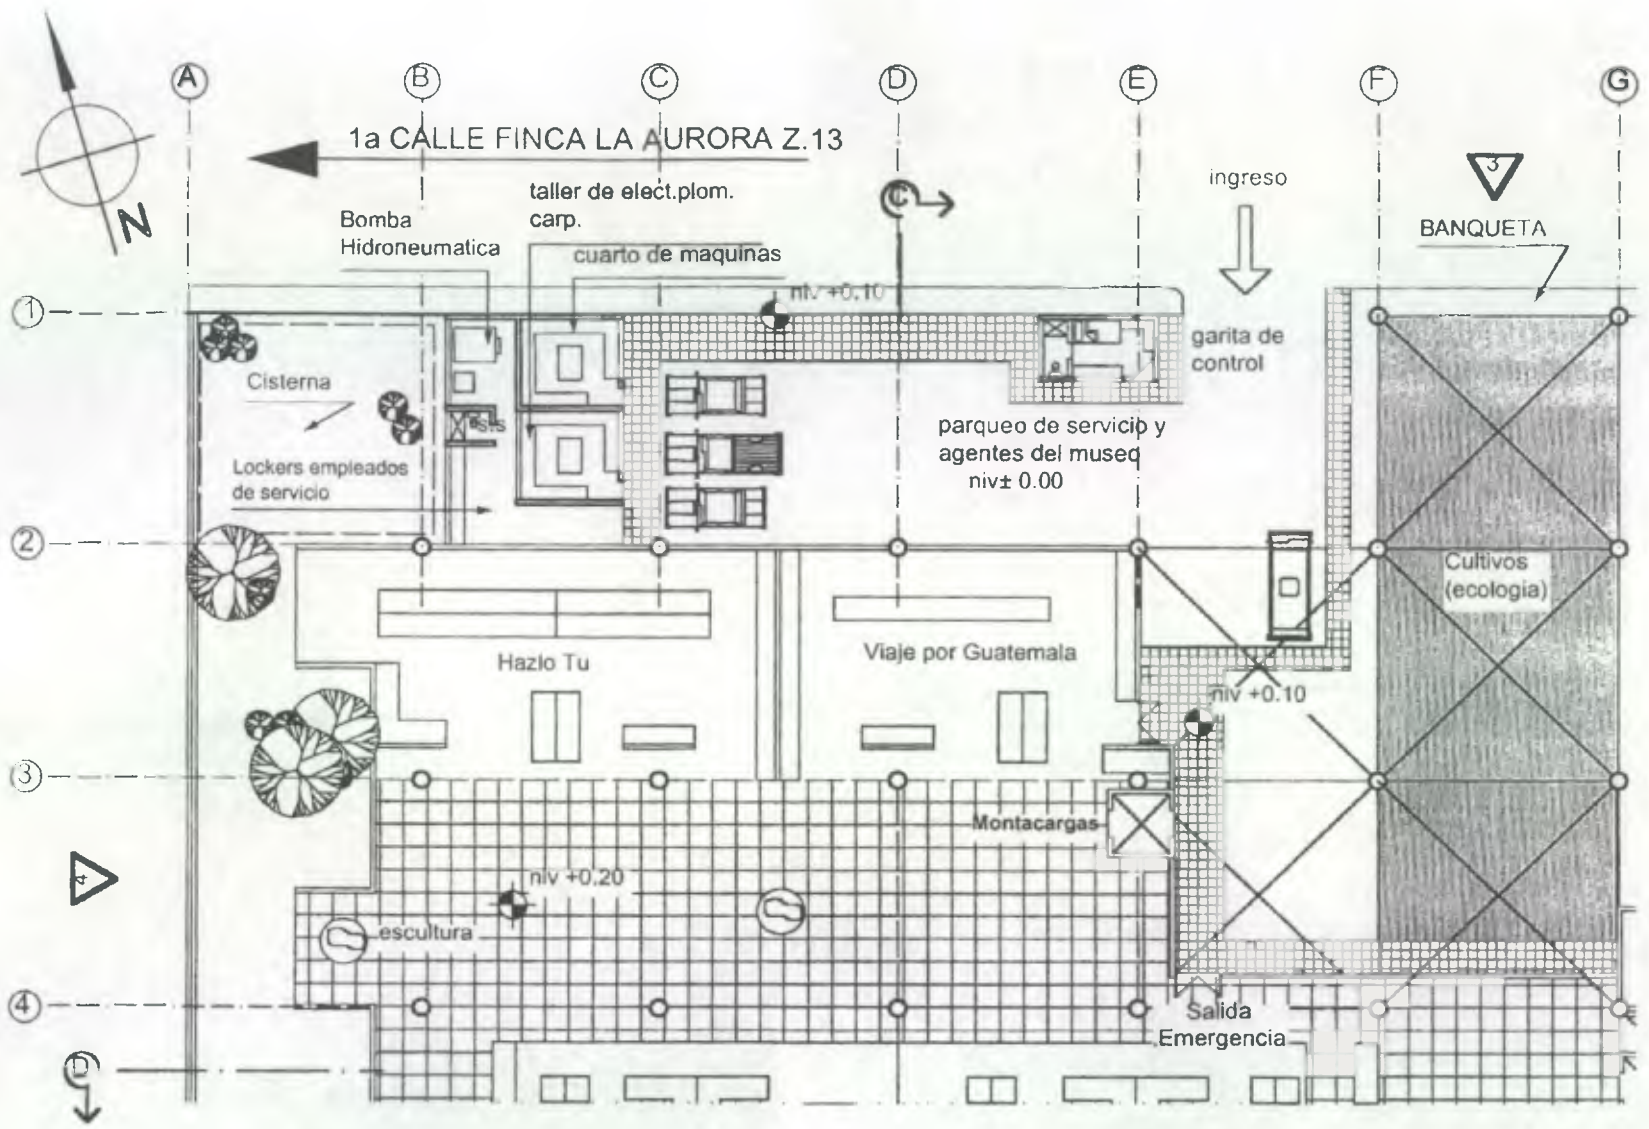 A
B
C
D
E
F
G
N
1a CALLE FINCA LA AURORA Z.13
3
ingreso
taller de elect.plom.
carp.
C
Bomba
Hidroneumatica
BANQUETA
cuarto de maquinas
niv +0.10
1
garita de
control
Cisterna
s.s
parqueo de servicio y
agentes del museo
niv± 0.00
Lockers empleados
de servicio
2
Cultivos
(ecologia)
Hazlo Tu
Viaje por Guatemala
niv +0.10
3
Montacargas
4
niv +0.20
escultura
4
Salida
Emergencia
D